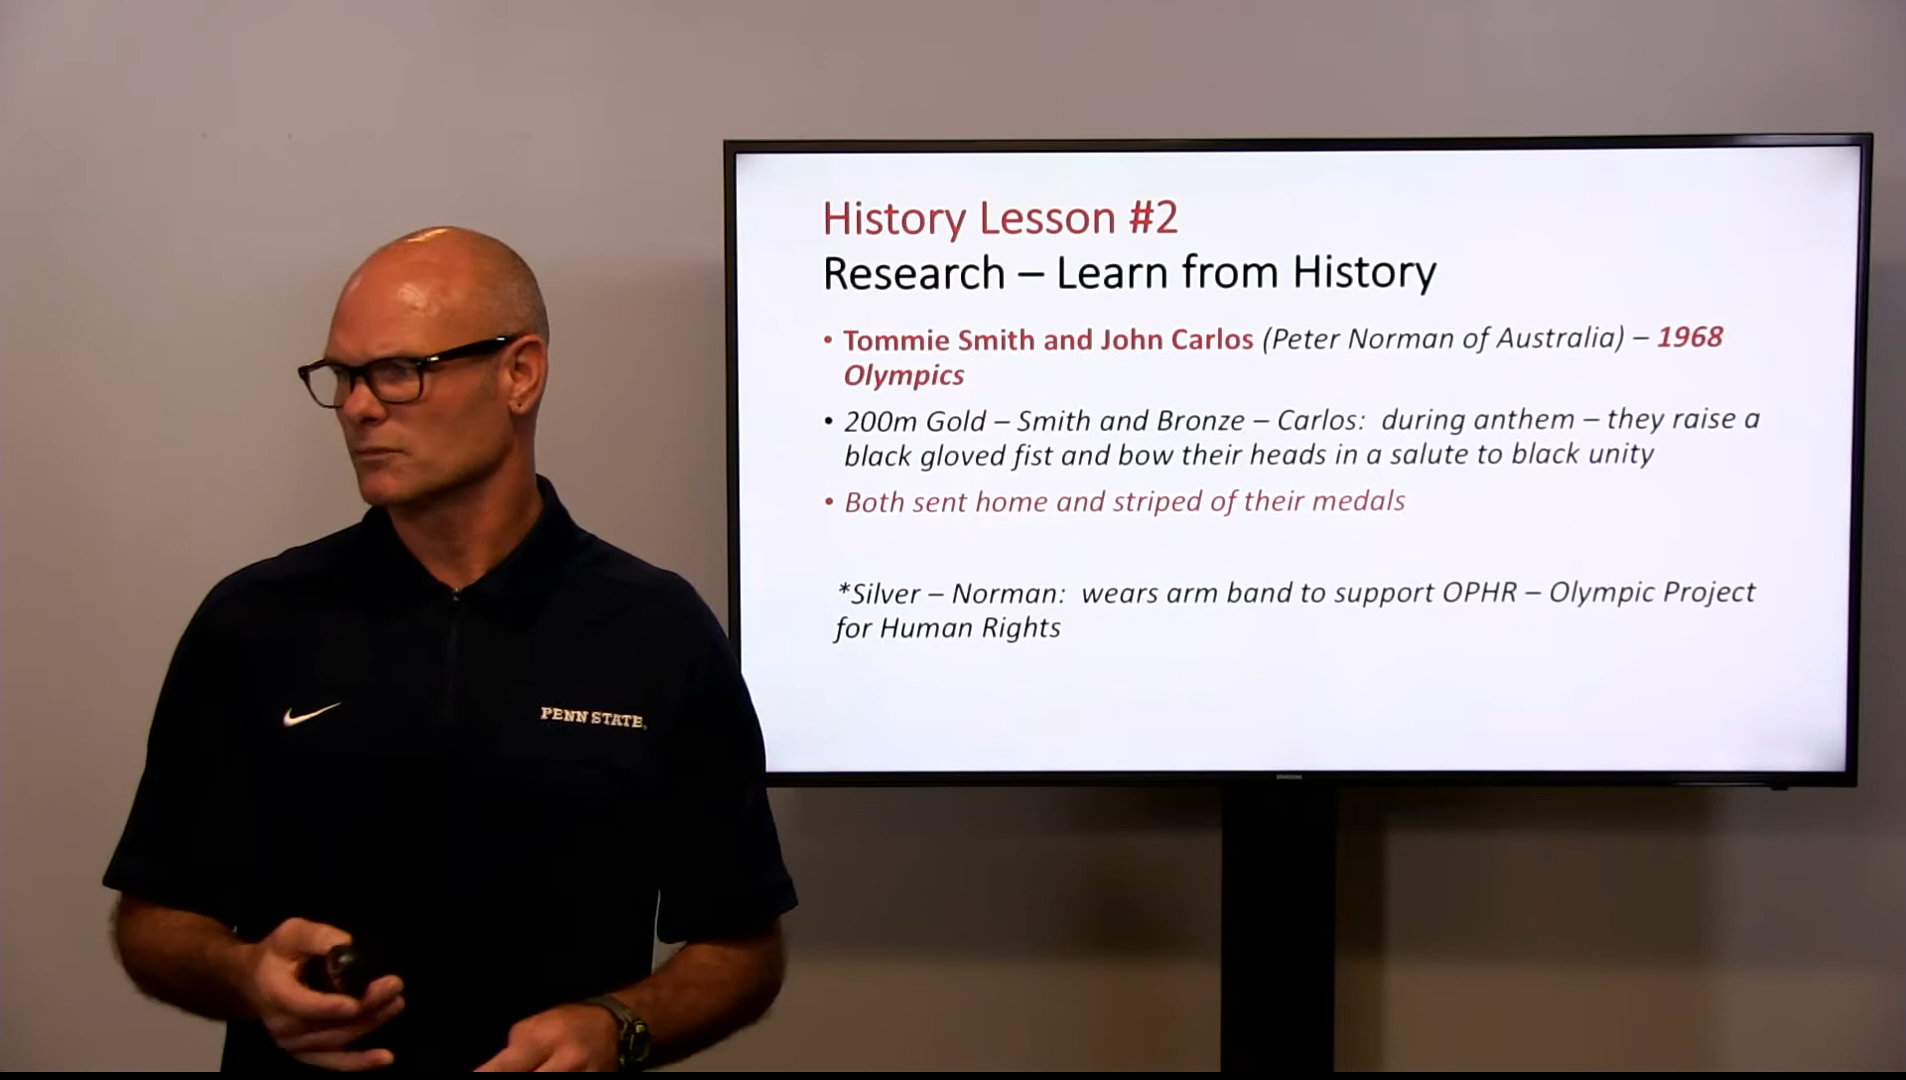 History Lesson #2
Research – Learn from History
• Tommie Smith and John Carlos (Peter Norman of Australia) – 1968
Olympics
• 200m Gold – Smith and Bronze – Carlos:  during anthem – they raise a
black gloved fist and bow their heads in a salute to black unity
• Both sent home and striped of their medals
*Silver – Norman:  wears arm band to support OPHR – Olympic Project
for Human Rights
PENN STATE
SAMSUNG